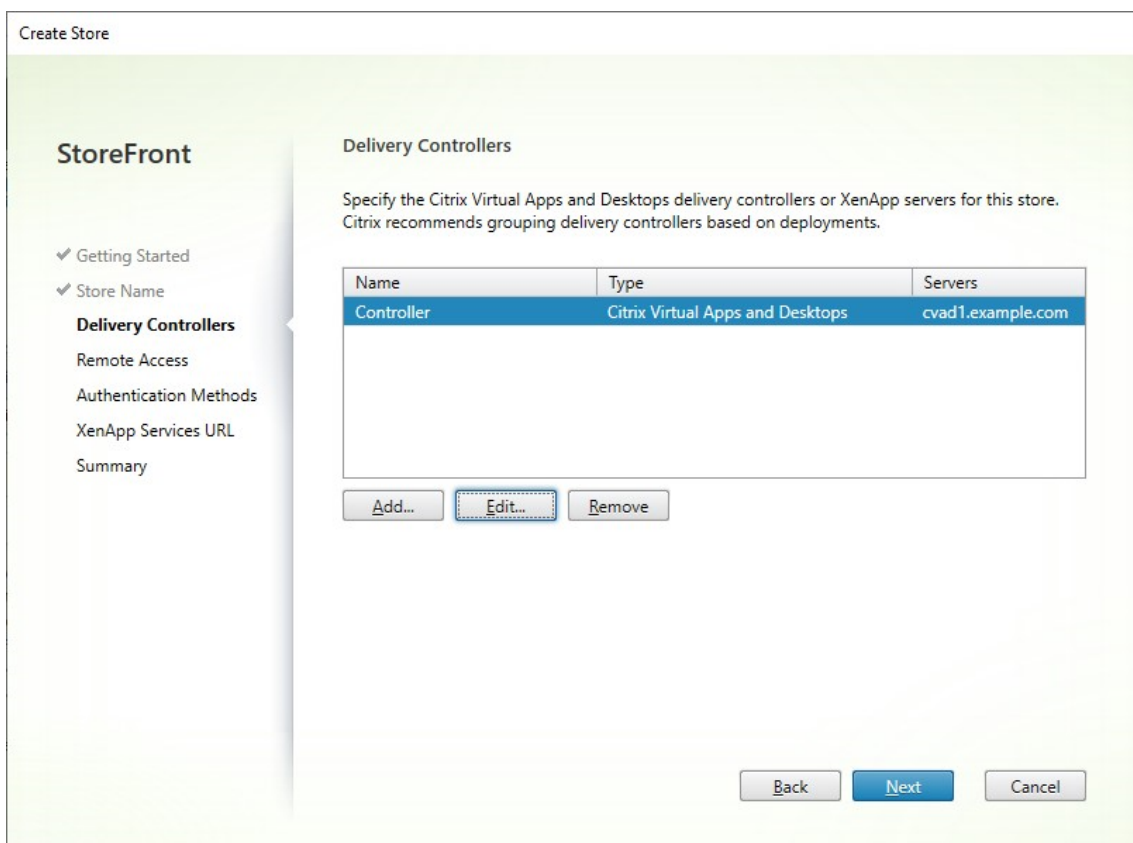 Create Store
StoreFront
Getting Started
Store Name
Delivery Controllers
Remote Access
Authentication Methods
XenApp Services URL
Summary
Delivery Controllers
Specify the Citrix Virtual Apps and Desktops delivery controllers or XenApp servers for this store.
Citrix recommends grouping delivery controllers based on deployments.
Name Type Servers
Controller Citrix Virtual Apps and Desktops cvad1.example.com
Add... Edit... Remove
Back Next Cancel